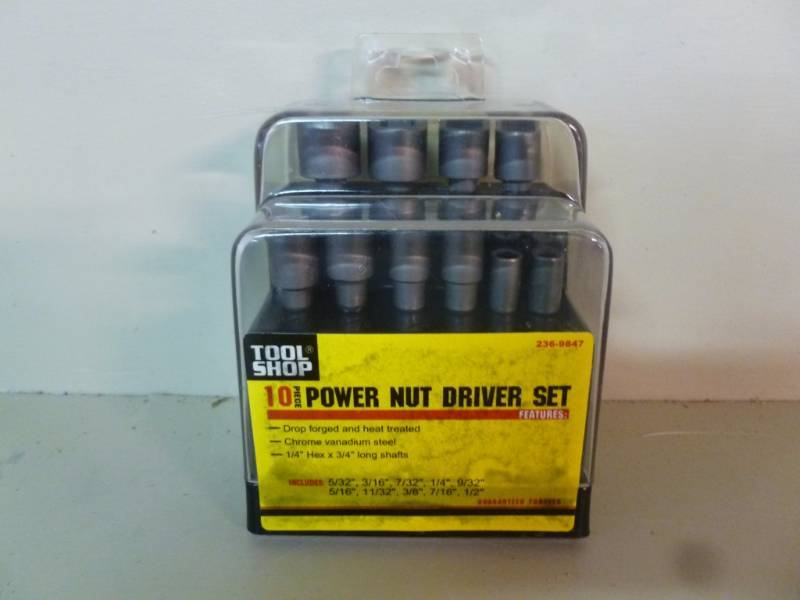 236-9847
TOOL®
SHOP
10 PIECE POWER NUT DRIVER SET
FEATURES:
— Drop forged and heat treated
— Chrome vanadium steel
— 1/4" Hex x 3/4" long shafts
INCLUDES: 5/32", 3/16", 7/32", 1/4", 9/32"
5/16", 11/32", 3/8", 7/16", 1/2"
GUARANTEED FOREVER